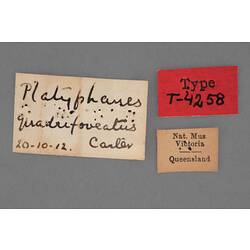 Platyphanes
quadrifoveatus
20-10-12. Carter
Type
T-4258
Nat. Mus
Victoria
Queensland